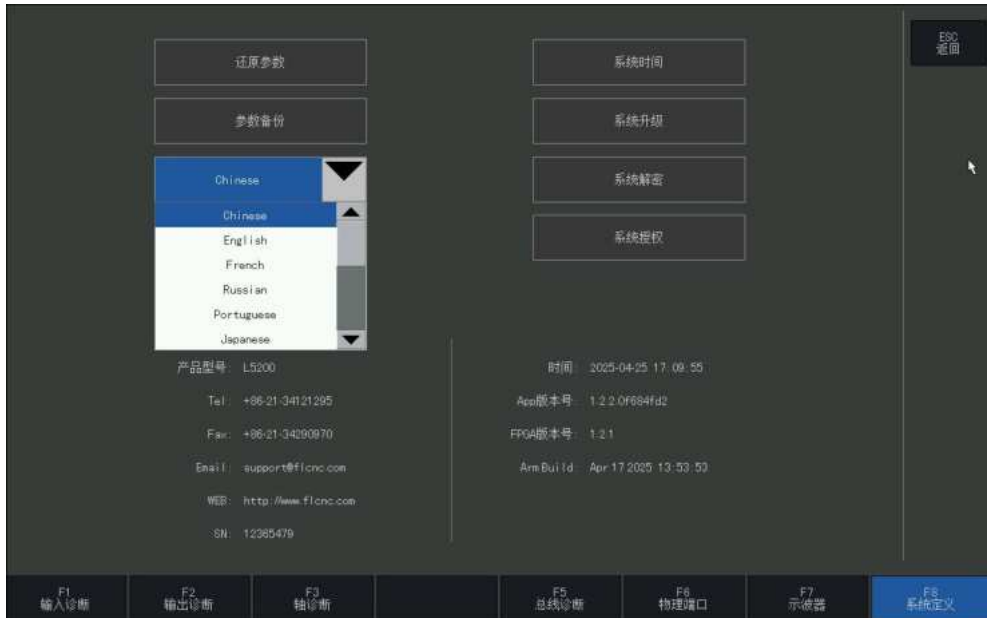 还原参数
系统时间
ESC
返回
参数备份
系统升级
Chinese
系统解密
Chinese
English
French
Russian
Portuguese
Japanese
系统授权
产品型号: L5200
Tel: +86-21-34121295
Fax: +86-21-34290970
Email: support@flcnc.com
WEB: http://www.flcnc.com
SN: 12365479
时间: 2025-04-25 17:09:55
App版本号: 1.2.2.0f684fd2
FPGA版本号: 1.2.1
Arm Build: Apr 17 2025 13:53:53
F1
输入诊断
F2
输出诊断
F3
轴诊断
F5
总线诊断
F6
物理端口
F7
示波器
F8
系统定义